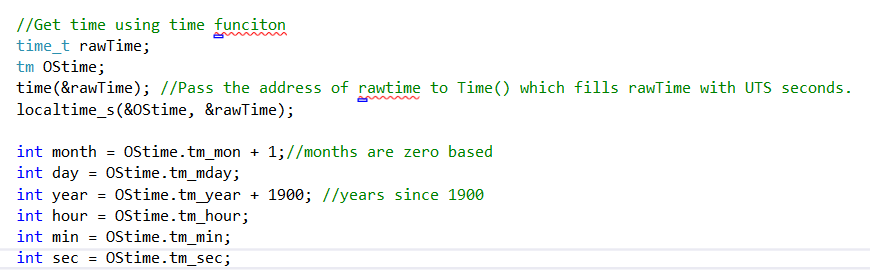 //Get time using time funciton
time_t rawTime;
tm OStime;
time(&rawTime); //Pass the address of rawtime to Time() which fills rawTime with UTS seconds.
localtime_s(&OStime, &rawTime);

int month = OStime.tm_mon + 1;//months are zero based
int day = OStime.tm_mday;
int year = OStime.tm_year + 1900; //years since 1900
int hour = OStime.tm_hour;
int min = OStime.tm_min;
int sec = OStime.tm_sec;